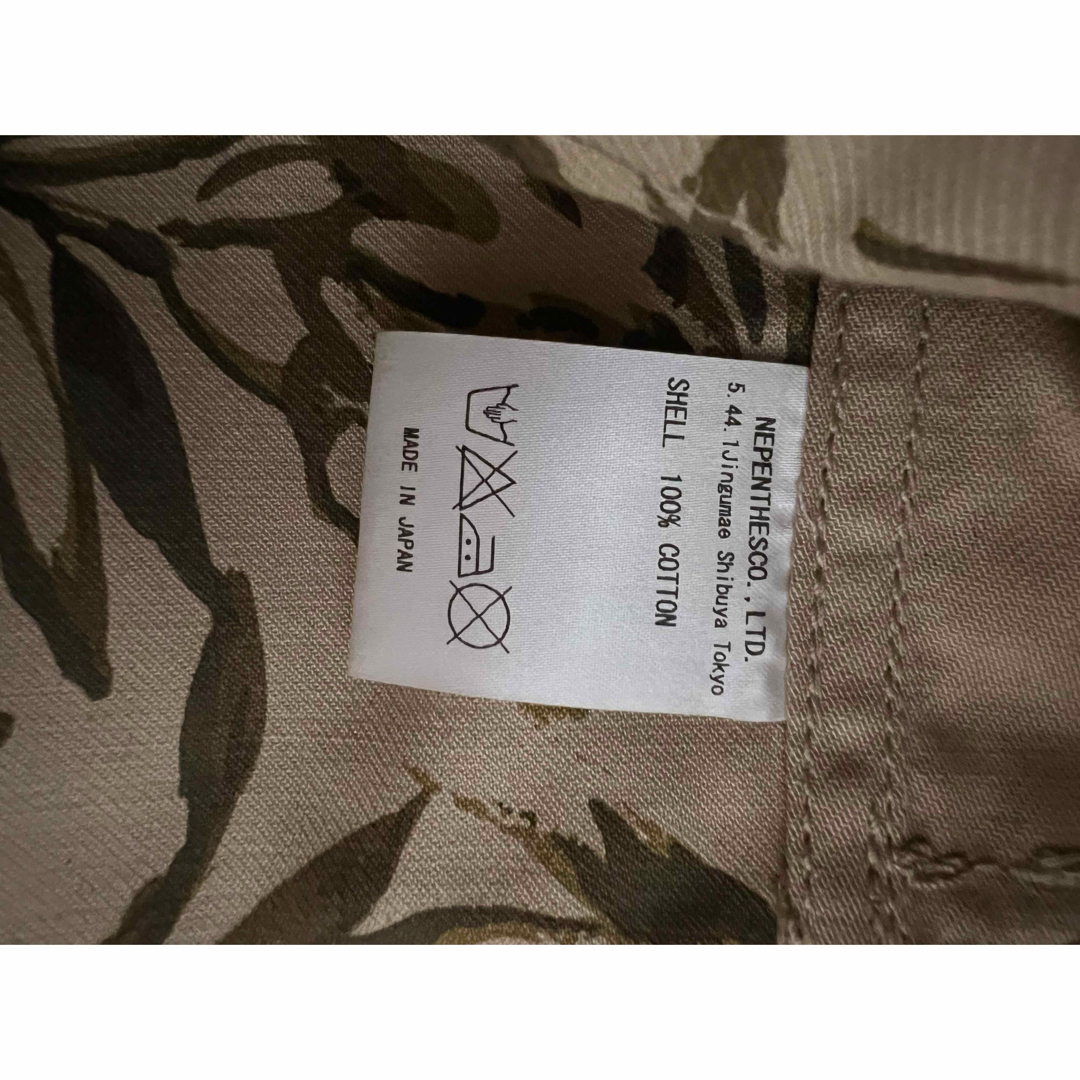 NEPENTHESCO.,LTD.
5.44.1Jingumae Shibuya Tokyo
SHELL 100% COTTON
MADE IN JAPAN